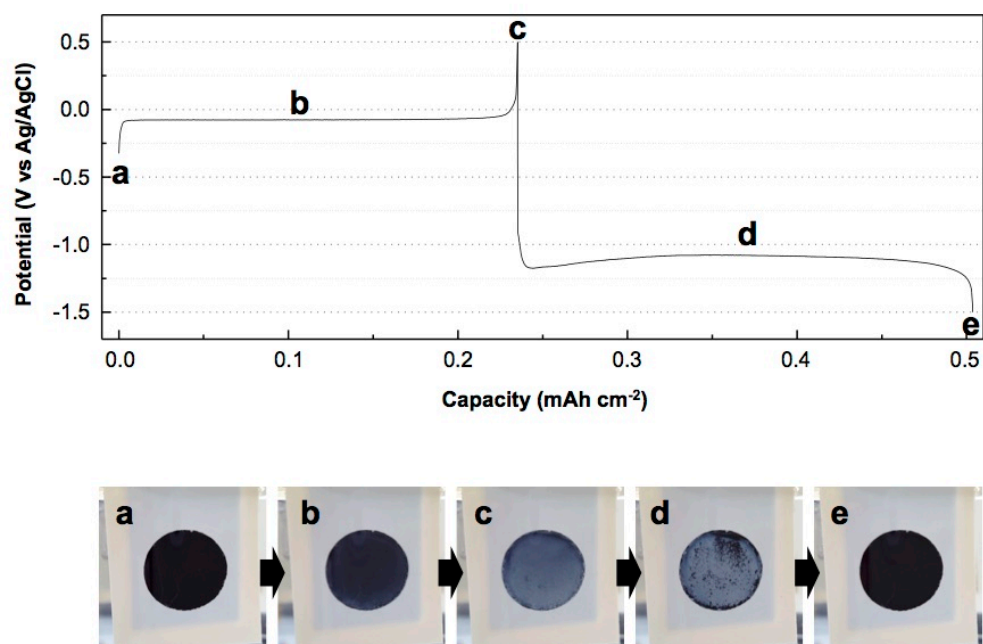 c
0.5
b
0.0
a
-0.5
d
-1.0
-1.5
e
Potential (V vs Ag/AgCl)
0.0 0.1 0.2 0.3 0.4 0.5
Capacity (mAh cm⁻²)
a b c d e